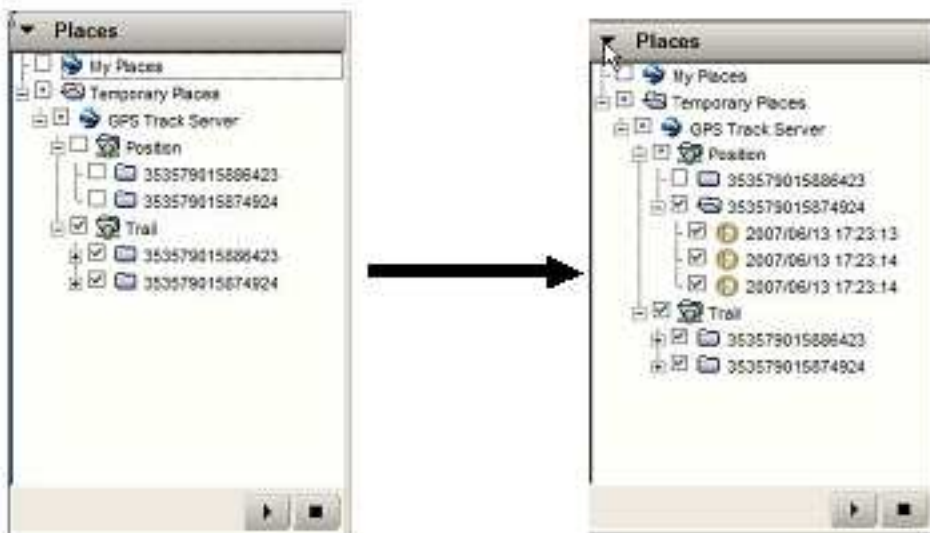 Places
My Places
Temporary Places
GPS Track Server
Position
353579015886423
353579015874924
Trail
353579015886423
353579015874924
Places
My Places
Temporary Places
GPS Track Server
Position
353579015886423
353579015874924
2007/06/13 17:23:13
2007/06/13 17:23:14
2007/06/13 17:23:14
Trail
353579015886423
353579015874924